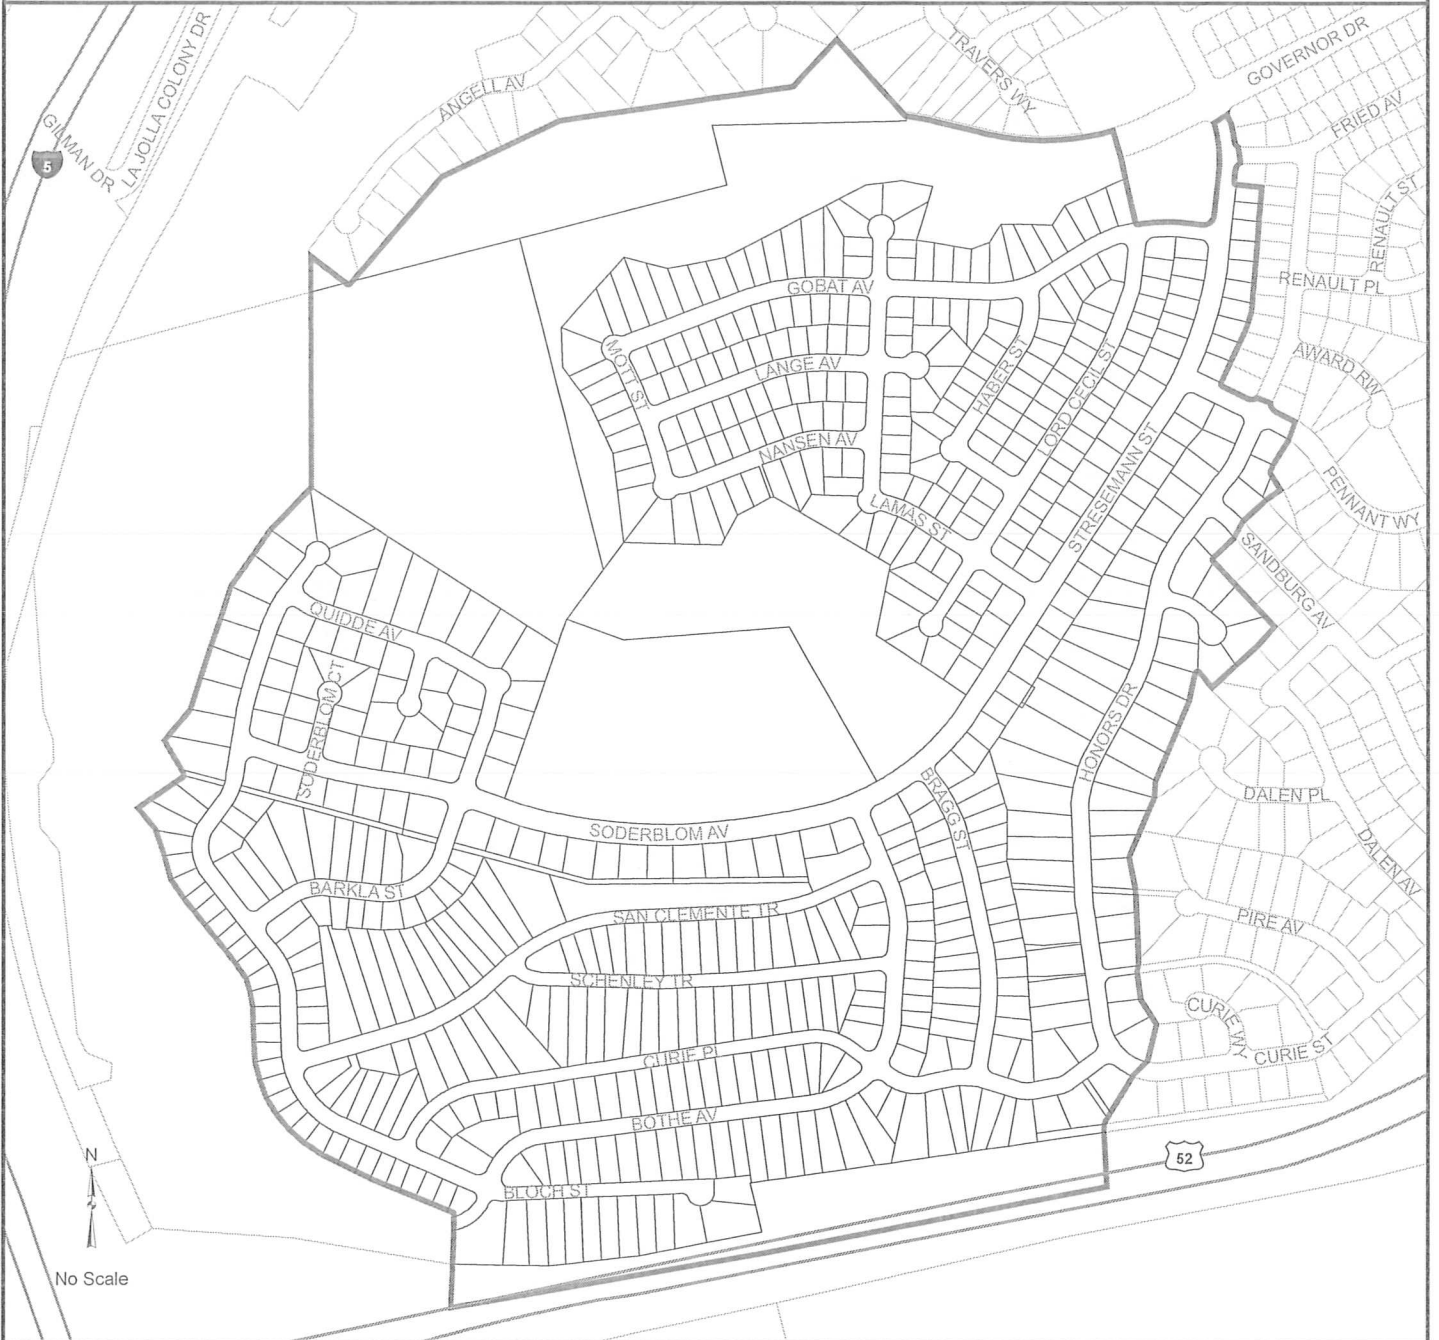 GILMAN DR
LA JOLLA COLONY DR
5
ANGELL AV
TRAVERS WY
GOVERNOR DR
FRIED AV
RENAULT ST
RENAULT PL
AWARD RW
PENNANT WY
SANDBURG AV
GOBAT AV
MOTT ST
LANGE AV
NANSEN AV
HABER ST
LORD CECIL ST
STRESEMANN ST
LAMAS ST
QUIDDE AV
SODERBLOM CT
HONORS DR
BRAGG ST
DALEN PL
DALEN AV
SODERBLOM AV
BARKLA ST
SAN CLEMENTE TR
PIRE AV
SCHENLEY TR
CURIE WY
CURIE ST
CURIE PL
BOTHE AV
BLOCH ST
52
N
No Scale